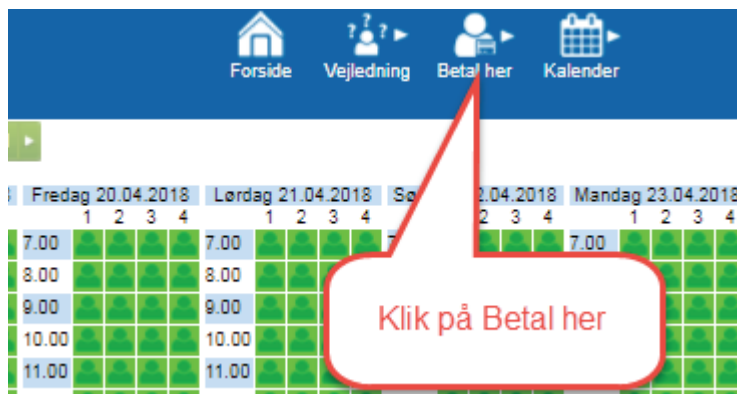 Forside Vejledning Betal her Kalender
Fredag 20.04.2018 Lørdag 21.04.2018 2.04.2018 Mandag 23.04.2018
1 2 3 4 1 2 3 4 2 3 4 1 2 3 4
7.00 7.00 7.00
8.00 8.00
9.00 9.00
10.00 10.00
11.00 11.00
Klik på Betal her